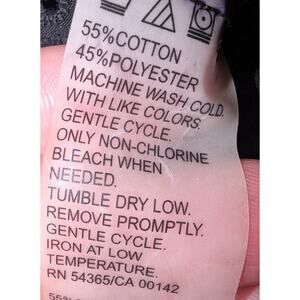 55%COTTON
45%POLYESTER
MACHINE WASH COLD.
WITH LIKE COLORS.
GENTLE CYCLE.
ONLY NON-CHLORINE
BLEACH WHEN
NEEDED.
TUMBLE DRY LOW.
REMOVE PROMPTLY.
GENTLE CYCLE.
IRON AT LOW
TEMPERATURE.
RN 54365/CA 00142